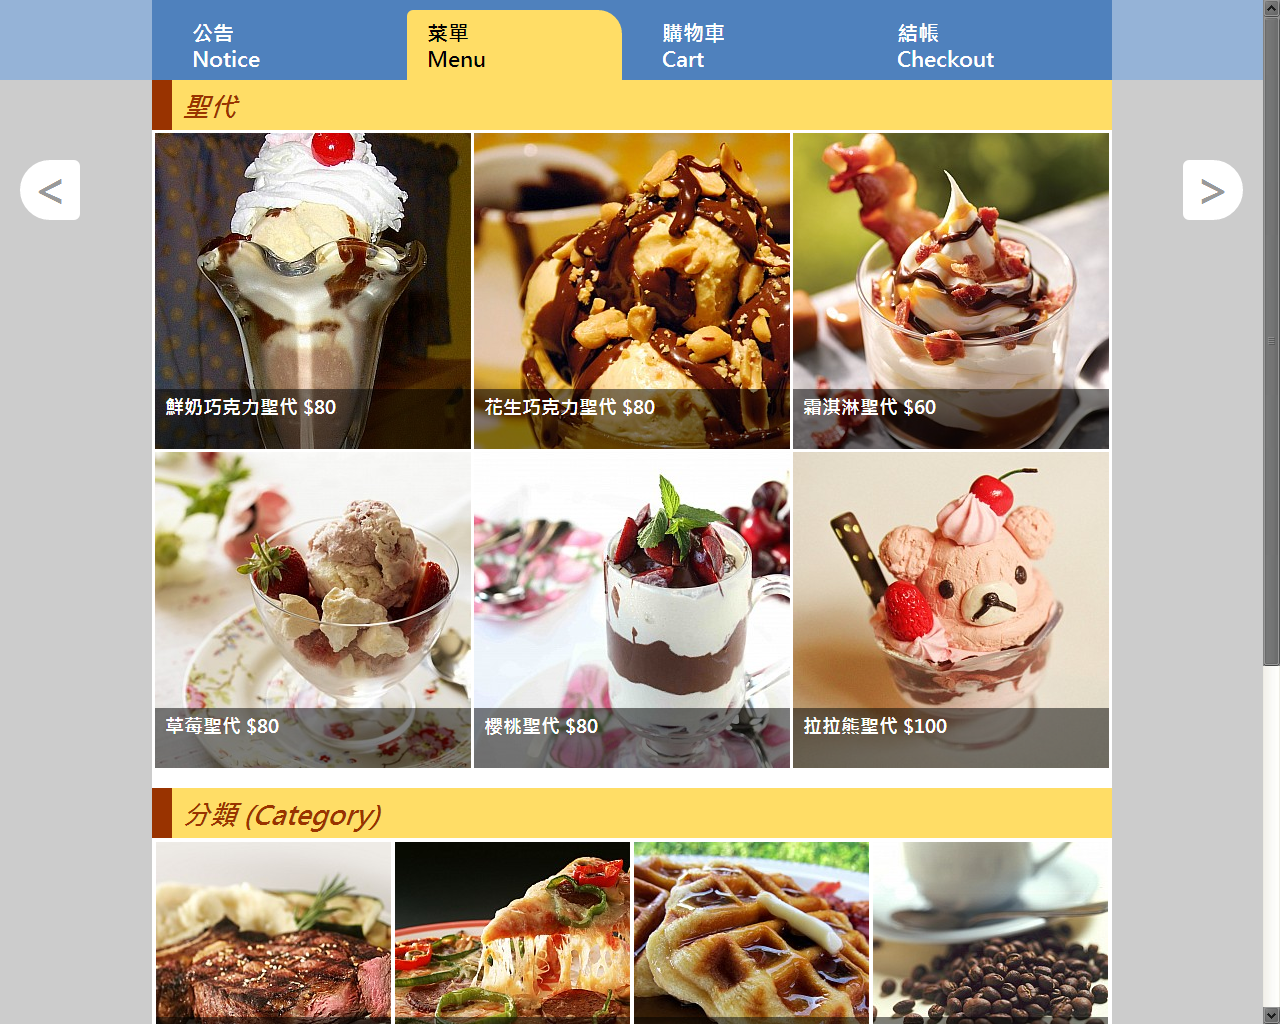 公告
Notice
菜單
Menu
購物車
Cart
結帳
Checkout
聖代
<
>
鮮奶巧克力聖代 $80
花生巧克力聖代 $80
霜淇淋聖代 $60
草莓聖代 $80
櫻桃聖代 $80
拉拉熊聖代 $100
分類 (Category)